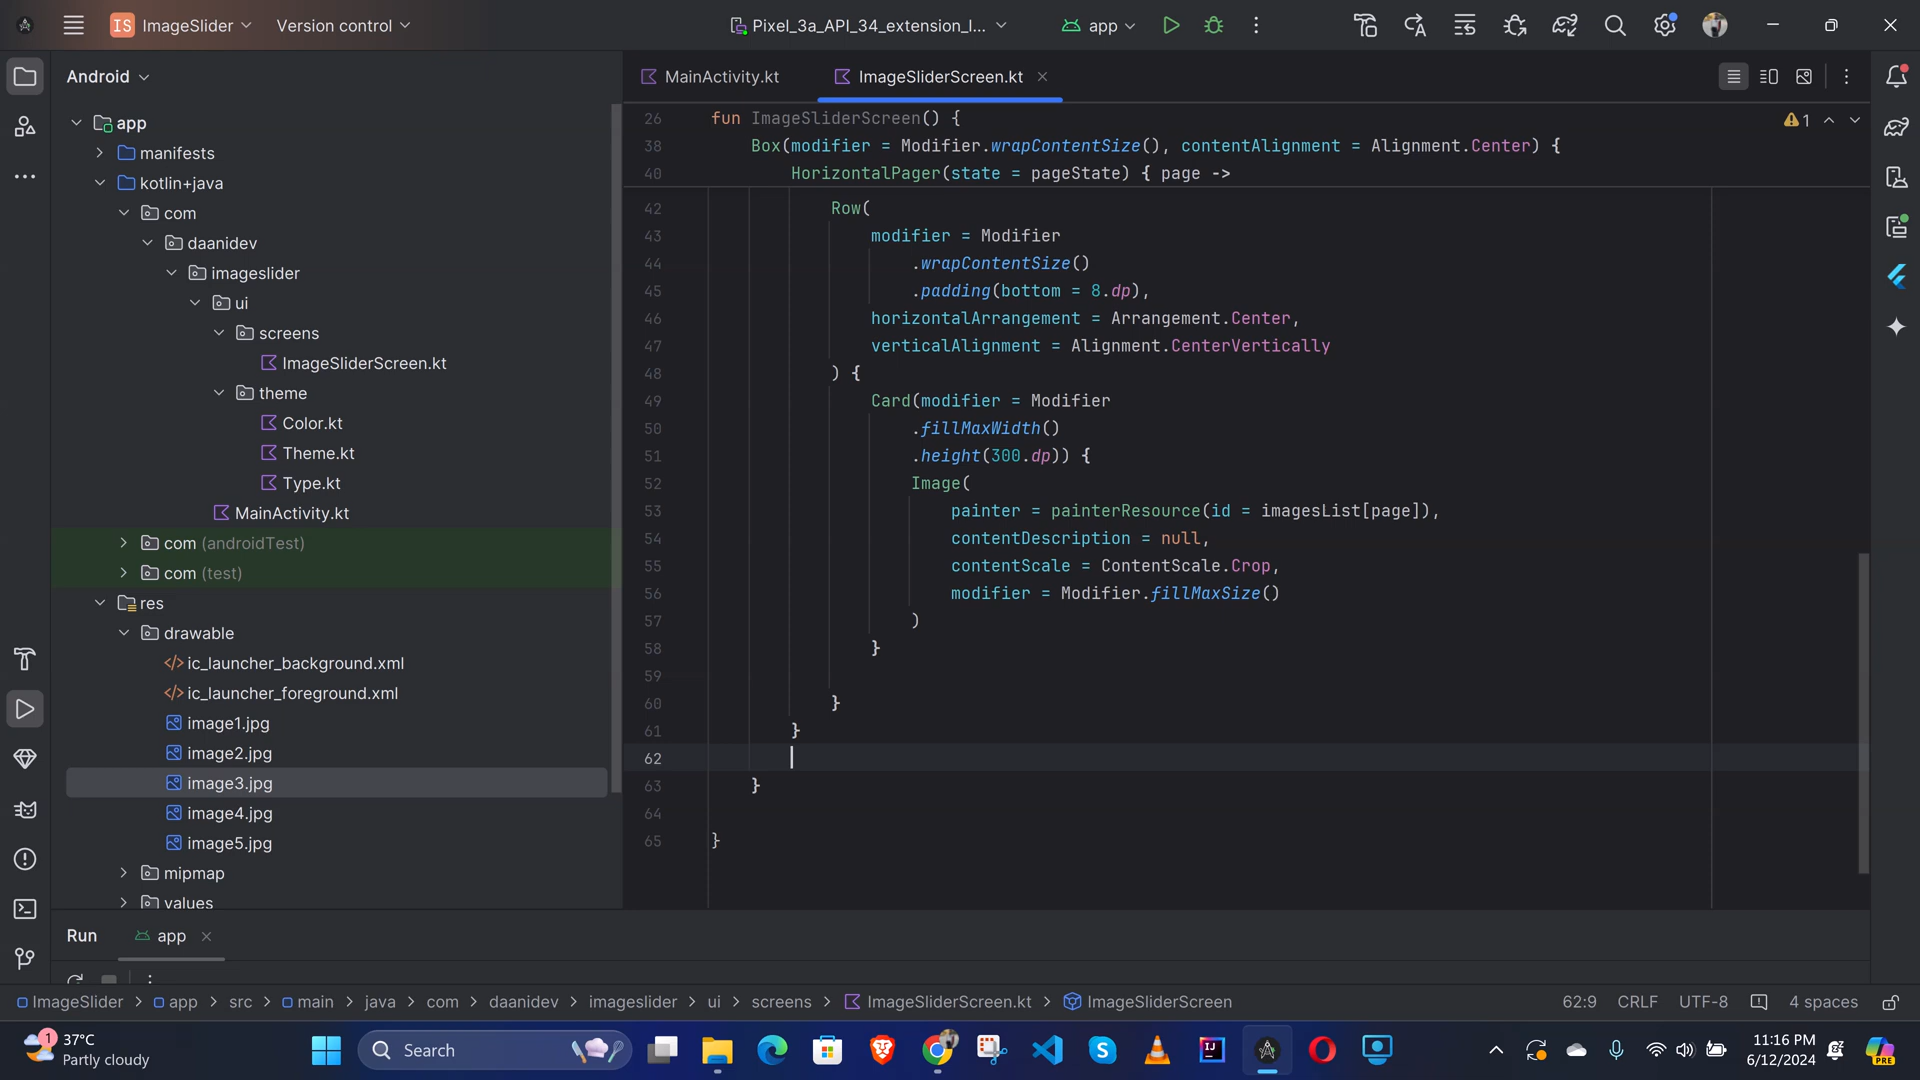 IS ImageSlider Version control Pixel_3a_API_34_extension_l... app
Android
MainActivity.kt ImageSliderScreen.kt
app
manifests
kotlin+java
com
daanidev
imageslider
ui
screens
ImageSliderScreen.kt
theme
Color.kt
Theme.kt
Type.kt
MainActivity.kt
com (androidTest)
com (test)
res
drawable
ic_launcher_background.xml
ic_launcher_foreground.xml
image1.jpg
image2.jpg
image3.jpg
image4.jpg
image5.jpg
mipmap
values
1
26 fun ImageSliderScreen() {
38 Box(modifier = Modifier.wrapContentSize(), contentAlignment = Alignment.Center) {
40 HorizontalPager(state = pageState) { page ->
42 Row(
43 modifier = Modifier
44 .wrapContentSize()
45 .padding(bottom = 8.dp),
46 horizontalArrangement = Arrangement.Center,
47 verticalAlignment = Alignment.CenterVertically
48 ) {
49 Card(modifier = Modifier
50 .fillMaxWidth()
51 .height(300.dp)) {
52 Image(
53 painter = painterResource(id = imagesList[page]),
54 contentDescription = null,
55 contentScale = ContentScale.Crop,
56 modifier = Modifier.fillMaxSize()
57 )
58 }
59
60 }
61 }
62
63 }
64
65 }
Run app
ImageSlider > app > src > main > java > com > daanidev > imageslider > ui > screens > ImageSliderScreen.kt > ImageSliderScreen 62:9 CRLF UTF-8 4 spaces
1 37°C
Partly cloudy
Search
11:16 PM
6/12/2024
PRE